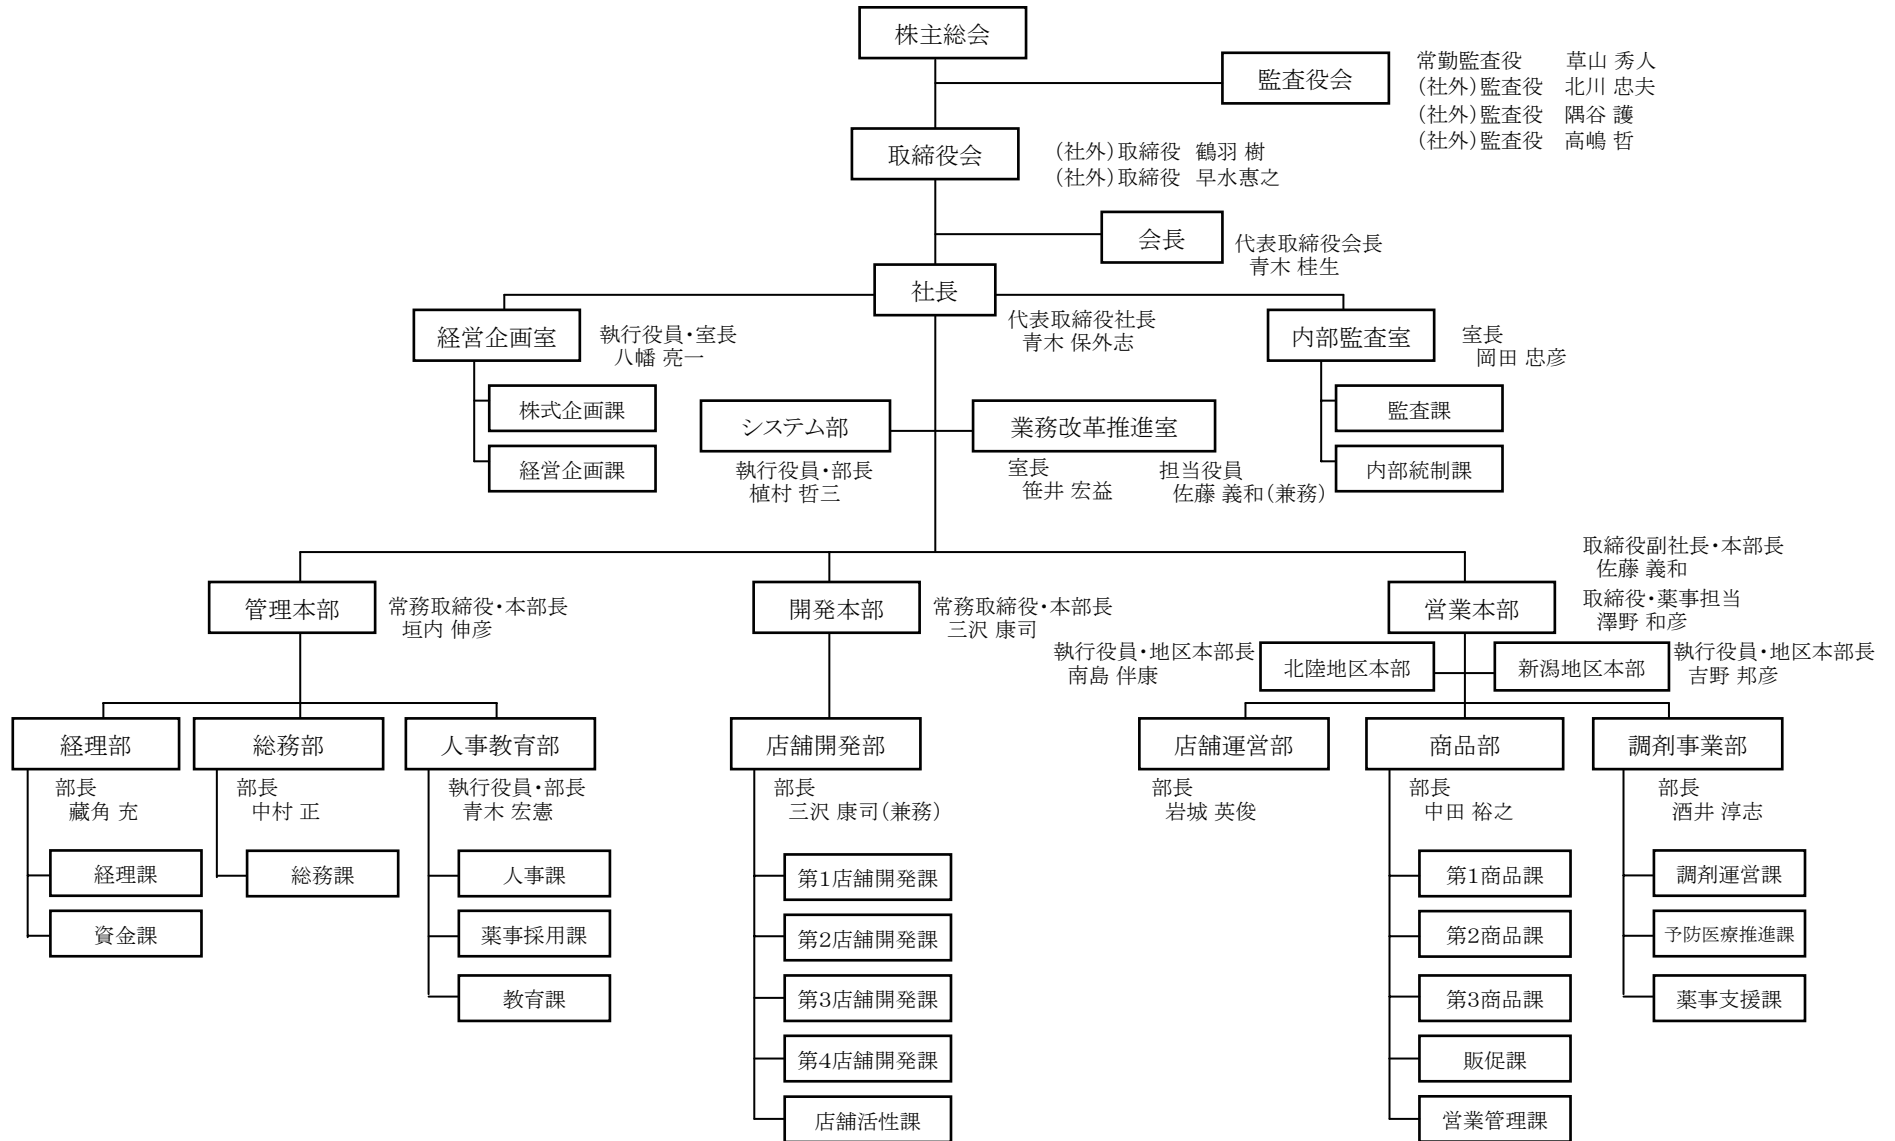 株主総会
監査役会
常勤監査役 草山 秀人
(社外)監査役 北川 忠夫
(社外)監査役 隅谷 護
(社外)監査役 高嶋 哲
取締役会
(社外)取締役 鶴羽 樹
(社外)取締役 早水惠之
会長
代表取締役会長
青木 桂生
社長
代表取締役社長
青木 保外志
経営企画室
執行役員・室長
八幡 亮一
株式企画課
経営企画課
内部監査室
室長
岡田 忠彦
監査課
内部統制課
システム部
執行役員・部長
植村 哲三
業務改革推進室
室長
笹井 宏益
担当役員
佐藤 義和(兼務)
管理本部
常務取締役・本部長
垣内 伸彦
開発本部
常務取締役・本部長
三沢 康司
営業本部
取締役副社長・本部長
佐藤 義和
取締役・薬事担当
澤野 和彦
執行役員・地区本部長
南島 伴康
北陸地区本部
新潟地区本部
執行役員・地区本部長
吉野 邦彦
経理部
部長
藏角 充
経理課
資金課
総務部
部長
中村 正
総務課
人事教育部
執行役員・部長
青木 宏憲
人事課
薬事採用課
教育課
店舗開発部
部長
三沢 康司(兼務)
第1店舗開発課
第2店舗開発課
第3店舗開発課
第4店舗開発課
店舗活性課
店舗運営部
部長
岩城 英俊
商品部
部長
中田 裕之
第1商品課
第2商品課
第3商品課
販促課
営業管理課
調剤事業部
部長
酒井 淳志
調剤運営課
予防医療推進課
薬事支援課